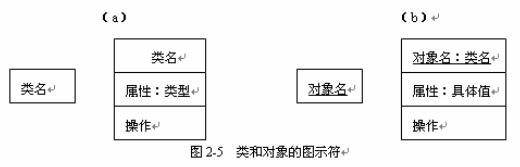 （a）
（b）
类名
对象名：类名
类名
属性：类型
对象名
属性：具体值
操作
操作
图 2-5 类和对象的图示符